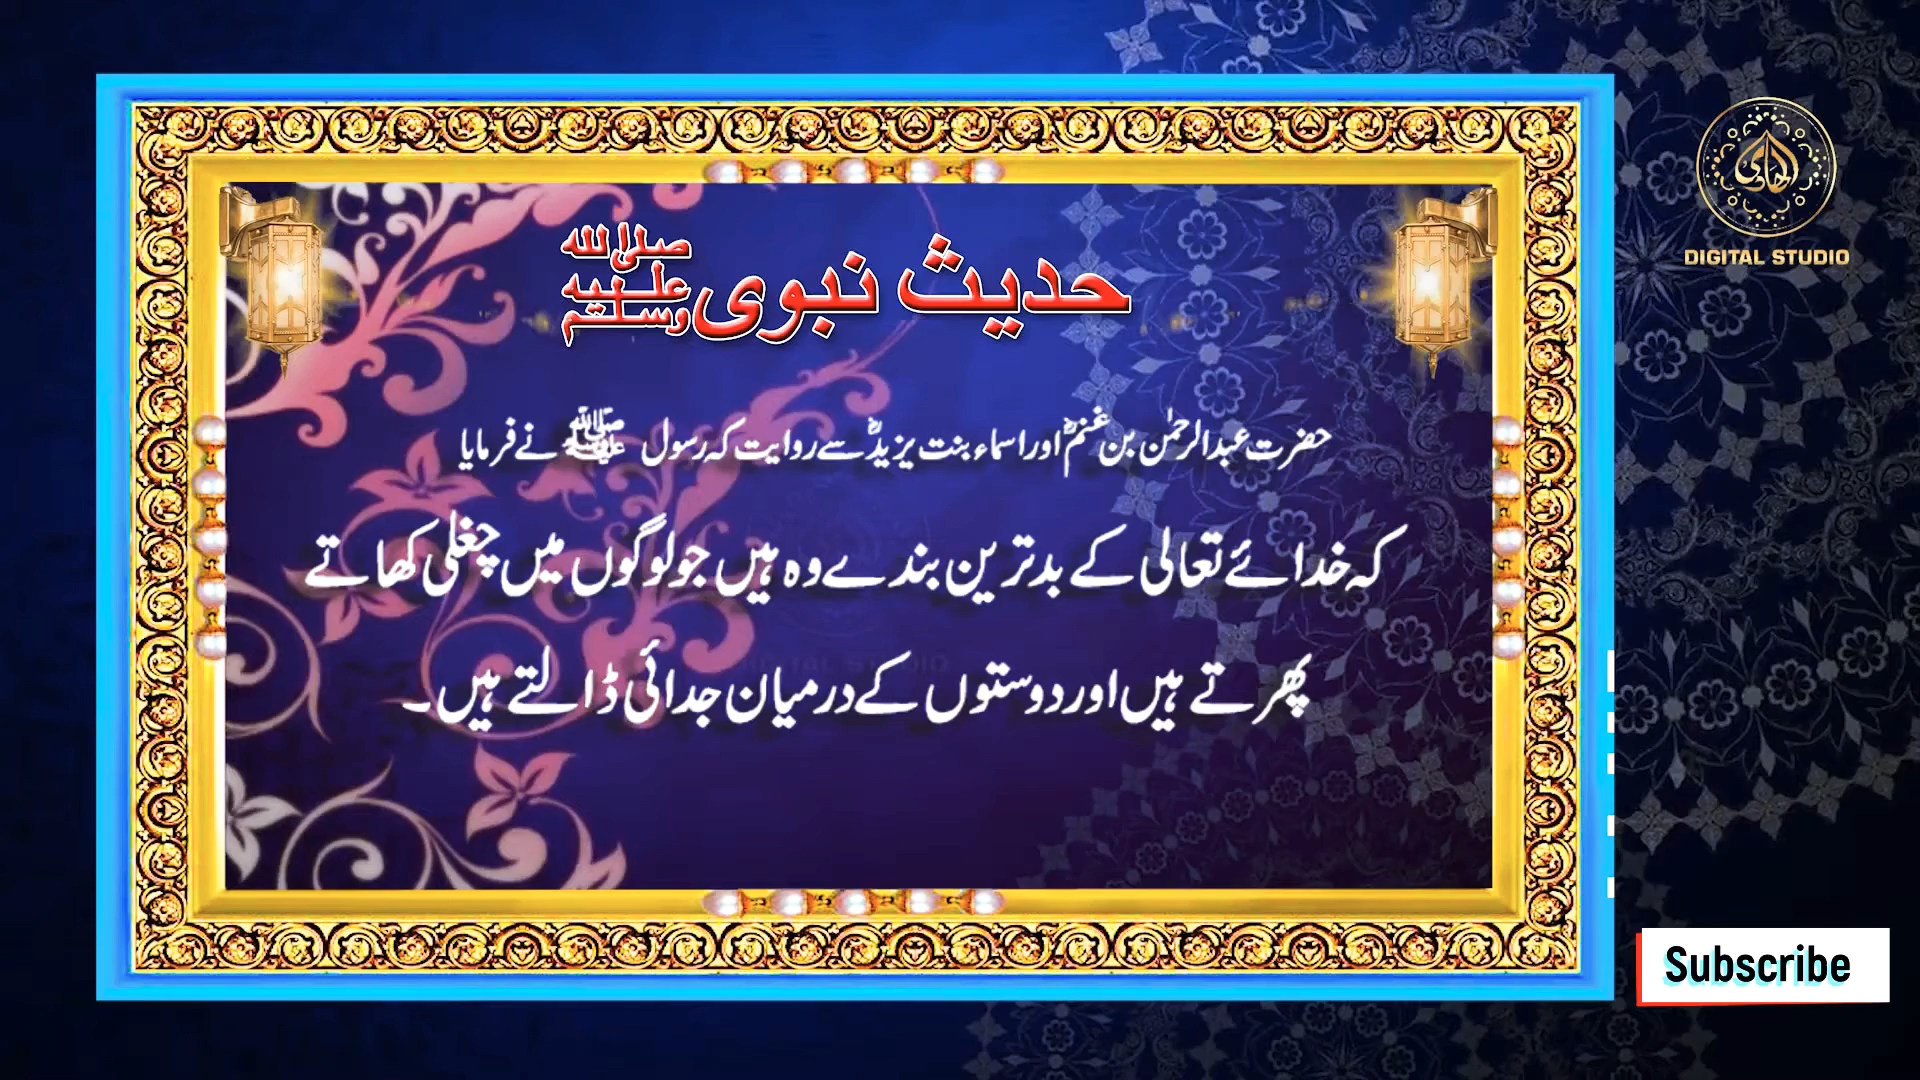 حدیث نبوی صلی اللہ علیہ وسلم
حضرت عبدالرحمٰن بن غنمؓ اور اسماء بنت یزیدؓ سے روایت کہ رسول ﷺ نے فرمایا
کہ خدائے تعالی کے بدترین بندے وہ ہیں جو لوگوں میں چغلی کھاتے
پھرتے ہیں اور دوستوں کے درمیان جدائی ڈالتے ہیں۔
الہادی
DIGITAL STUDIO
Subscribe